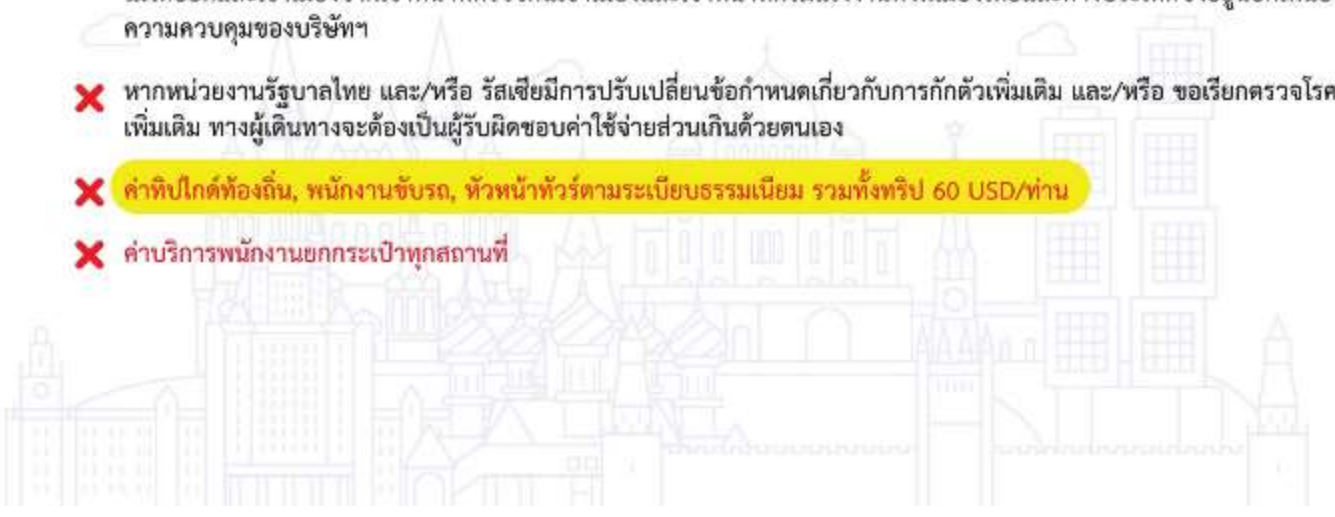 ความควบคุมของบริษัทฯ
หากหน่วยงานรัฐบาลไทย และ/หรือ รัสเซียมีการปรับเปลี่ยนข้อกำหนดเกี่ยวกับการกักตัวเพิ่มเติม และ/หรือ ขอเรียกตรวจโรค
เพิ่มเติม ทางผู้เดินทางจะต้องเป็นผู้รับผิดชอบค่าใช้จ่ายส่วนเกินด้วยตนเอง
ค่าทิปไกด์ท้องถิ่น, พนักงานขับรถ, หัวหน้าทัวร์ตามระเบียบธรรมเนียม รวมทั้งทริป 60 USD/ท่าน
ค่าบริการพนักงานยกกระเป๋าทุกสถานที่